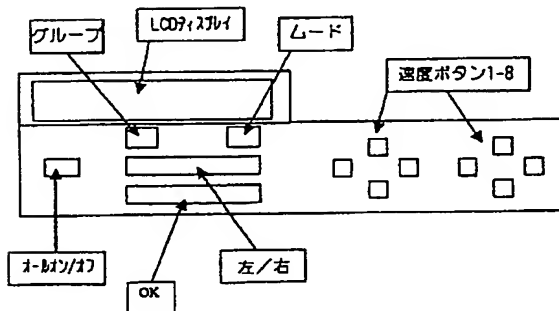 LCDディスプレイ
グループ
ムード
速度ボタン1-8
オールオン/オフ
OK
左/右